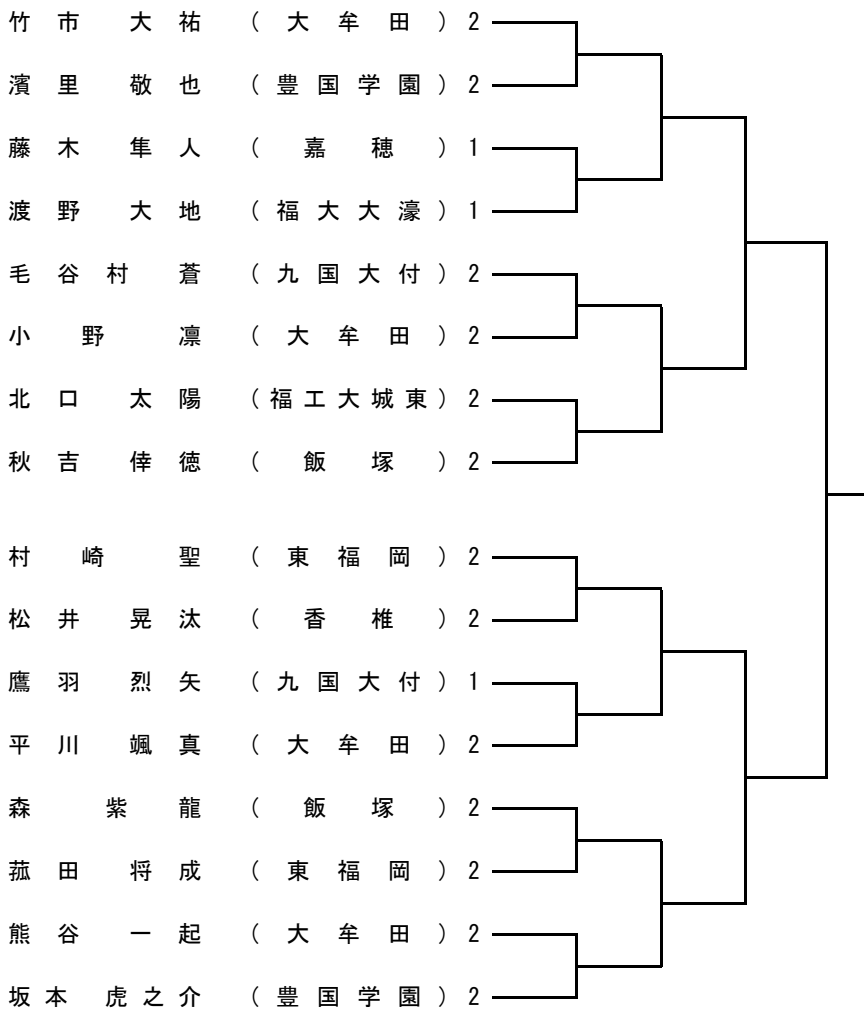 竹市 大祐 (大牟田) 2
濱里 敬也 (豊国学園) 2
藤木 隼人 (嘉穂) 1
渡野 大地 (福大大濠) 1
毛谷村 蒼 (九国大付) 2
小野 凛 (大牟田) 2
北口 太陽 (福工大城東) 2
秋吉 倖徳 (飯塚) 2
村崎 聖 (東福岡) 2
松井 晃汰 (香椎) 2
鷹羽 烈矢 (九国大付) 1
平川 颯真 (大牟田) 2
森 紫龍 (飯塚) 2
菰田 将成 (東福岡) 2
熊谷 一起 (大牟田) 2
坂本 虎之介 (豊国学園) 2